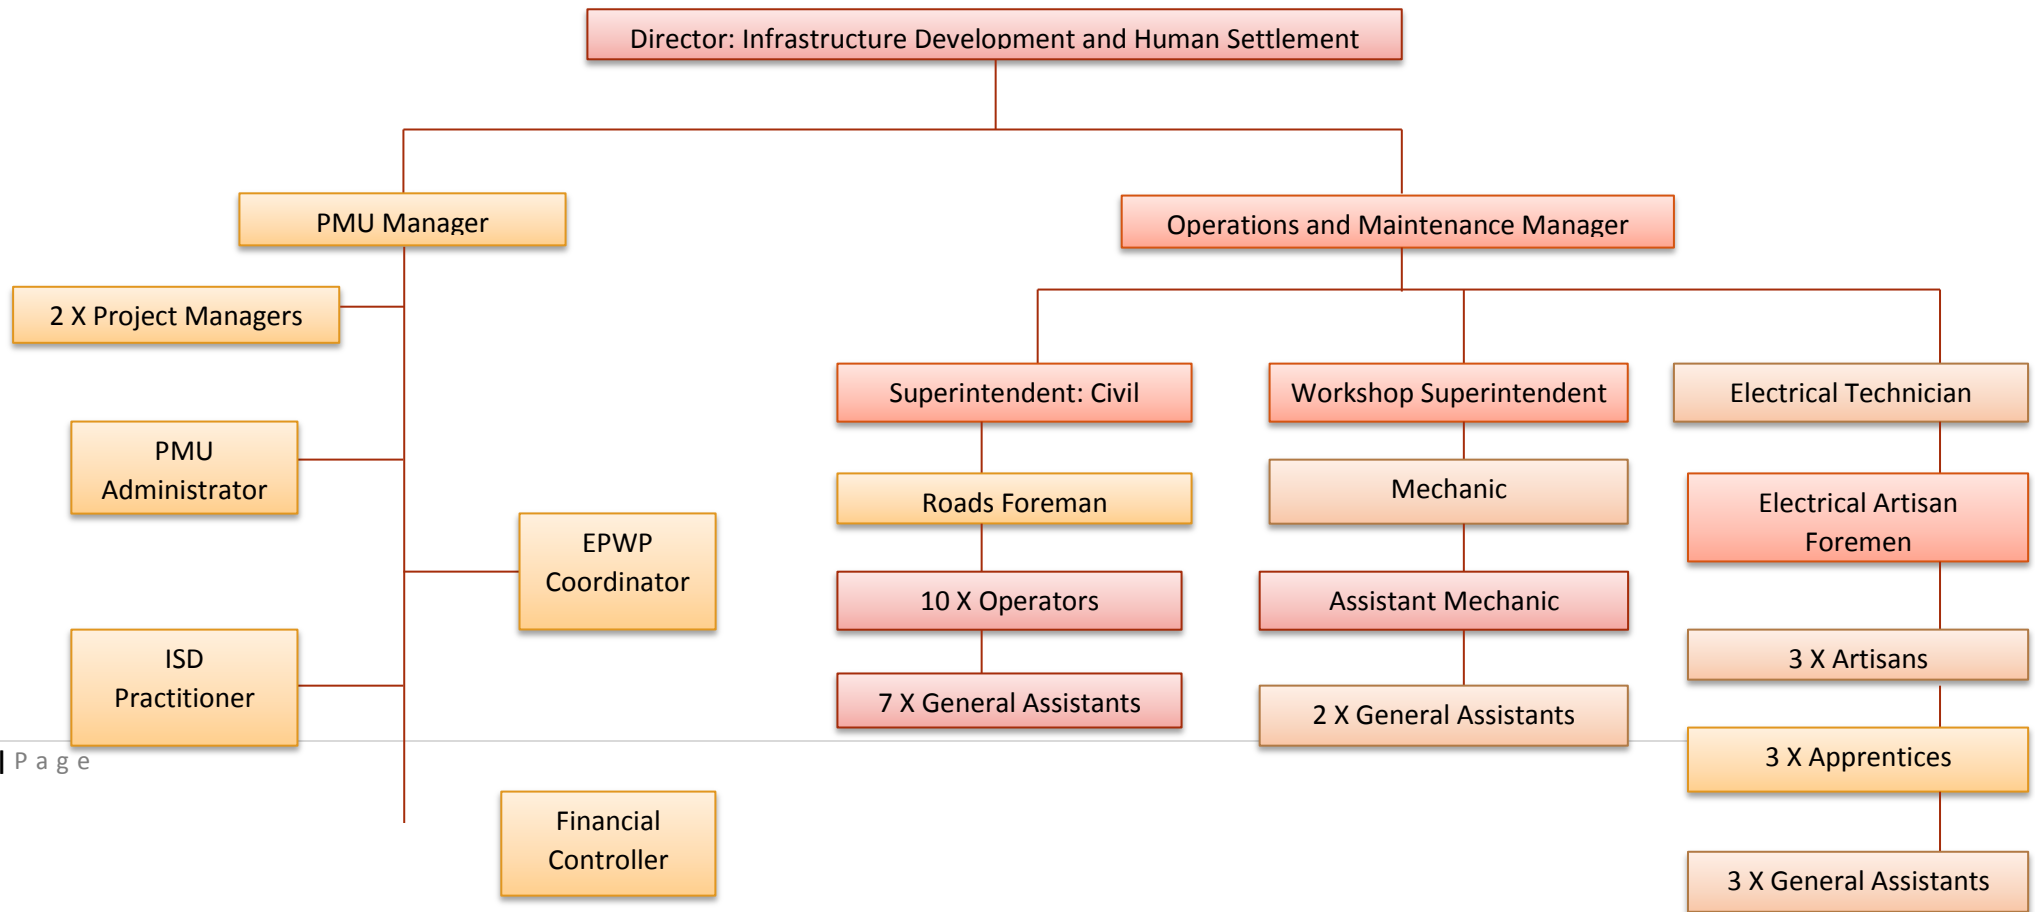 Director: Infrastructure Development and Human Settlement
PMU Manager
Operations and Maintenance Manager
2 X Project Managers
PMU
Administrator
EPWP
Coordinator
ISD
Practitioner
Financial
Controller
Superintendent: Civil
Roads Foreman
10 X Operators
7 X General Assistants
Workshop Superintendent
Mechanic
Assistant Mechanic
2 X General Assistants
Electrical Technician
Electrical Artisan
Foremen
3 X Artisans
3 X Apprentices
3 X General Assistants
| Page